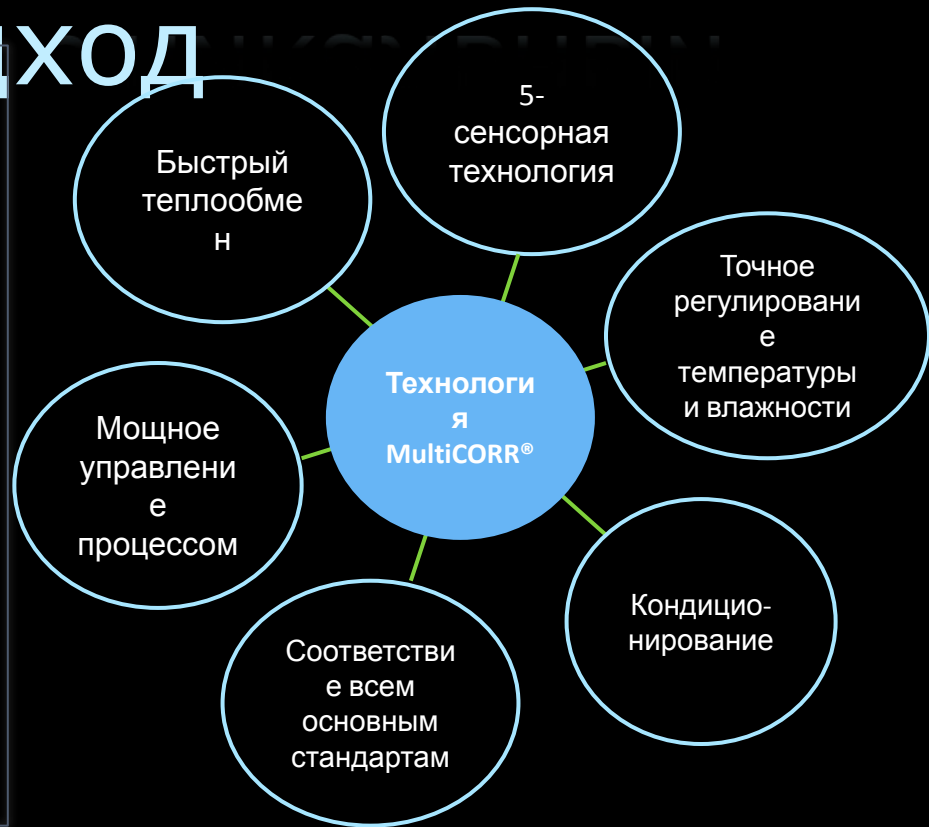 дход
5-
сенсорная
технология
Быстрый
теплообме
н
Точное
регулировани
е
температуры
и влажности
Технологи
я
MultiCORR®
Мощное
управлени
е
процессом
Кондицио-
нирование
Соответстви
е всем
основным
стандартам